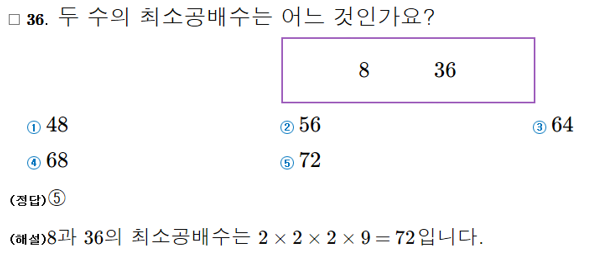 □ 36. 두 수의 최소공배수는 어느 것인가요?
8 36
① 48 ② 56 ③ 64
④ 68 ⑤ 72
(정답)⑤
(해설)8과 36의 최소공배수는 2 × 2 × 2 × 9 = 72입니다.